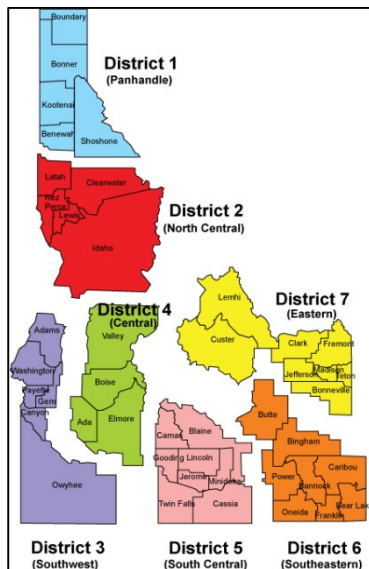 Boundary
Bonner
District 1
(Panhandle)
Kootenai
Benewah
Shoshone
Latah
Clearwater
Nez
Perce
Lewis
District 2
(North Central)
Idaho
District 4
(Central)
District 7
(Eastern)
Lemhi
Adams
Valley
Custer
Clark
Fremont
Washington
Jefferson
Madison
Teton
Payette
Boise
Bonneville
Gem
Canyon
Ada
Elmore
Butte
Blaine
Camas
Bingham
Gooding
Lincoln
Jerome
Minidoka
Power
Caribou
Bannock
Owyhee
Twin Falls
Cassia
Oneida
Franklin
Bear Lake
District 3
(Southwest)
District 5
(South Central)
District 6
(Southeastern)